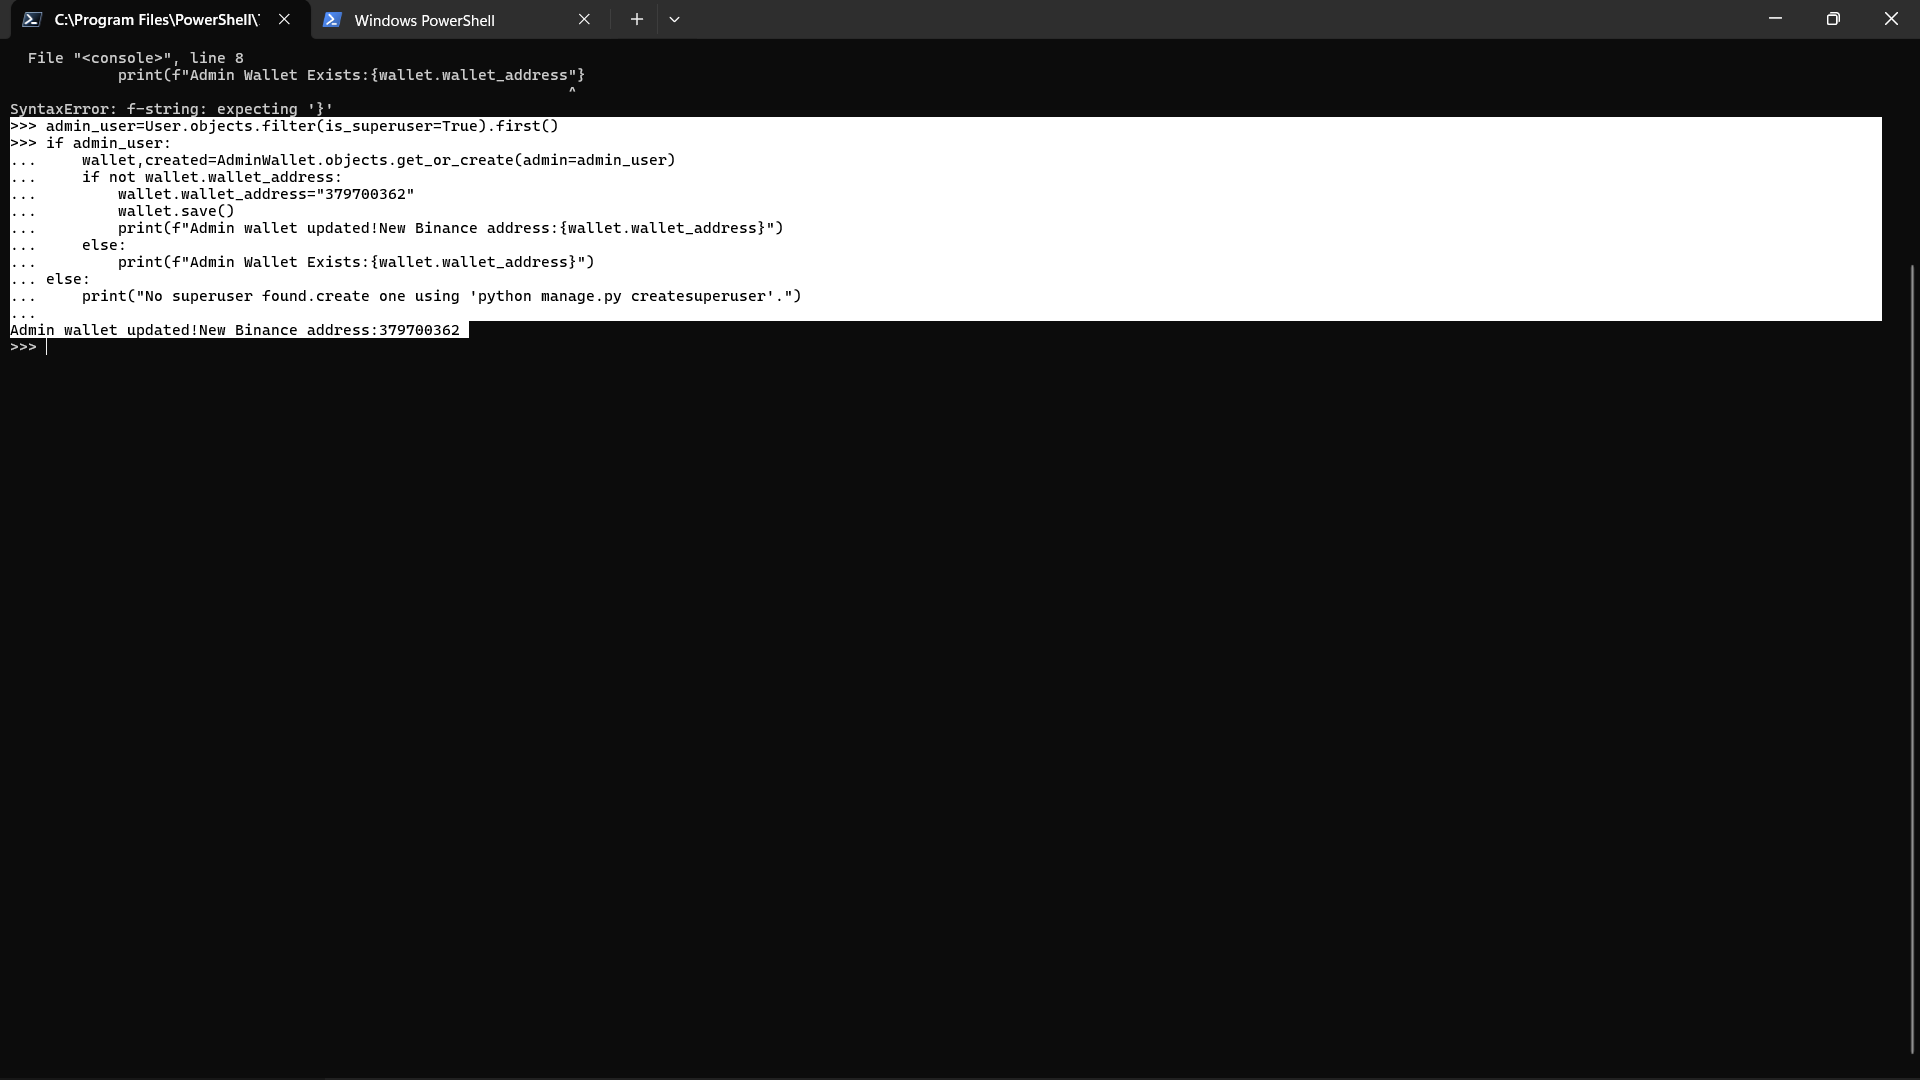 C:\Program Files\PowerShell\
Windows PowerShell
  File "<console>", line 8
            print(f"Admin Wallet Exists:{wallet.wallet_address"}
                                                              ^
SyntaxError: f-string: expecting '}'
>>> admin_user=User.objects.filter(is_superuser=True).first()
>>> if admin_user:
...     wallet,created=AdminWallet.objects.get_or_create(admin=admin_user)
...     if not wallet.wallet_address:
...         wallet.wallet_address="379700362"
...         wallet.save()
...         print(f"Admin wallet updated!New Binance address:{wallet.wallet_address}")
...     else:
...         print(f"Admin Wallet Exists:{wallet.wallet_address}")
... else:
...     print("No superuser found.create one using 'python manage.py createsuperuser'.")
...
Admin wallet updated!New Binance address:379700362
>>>